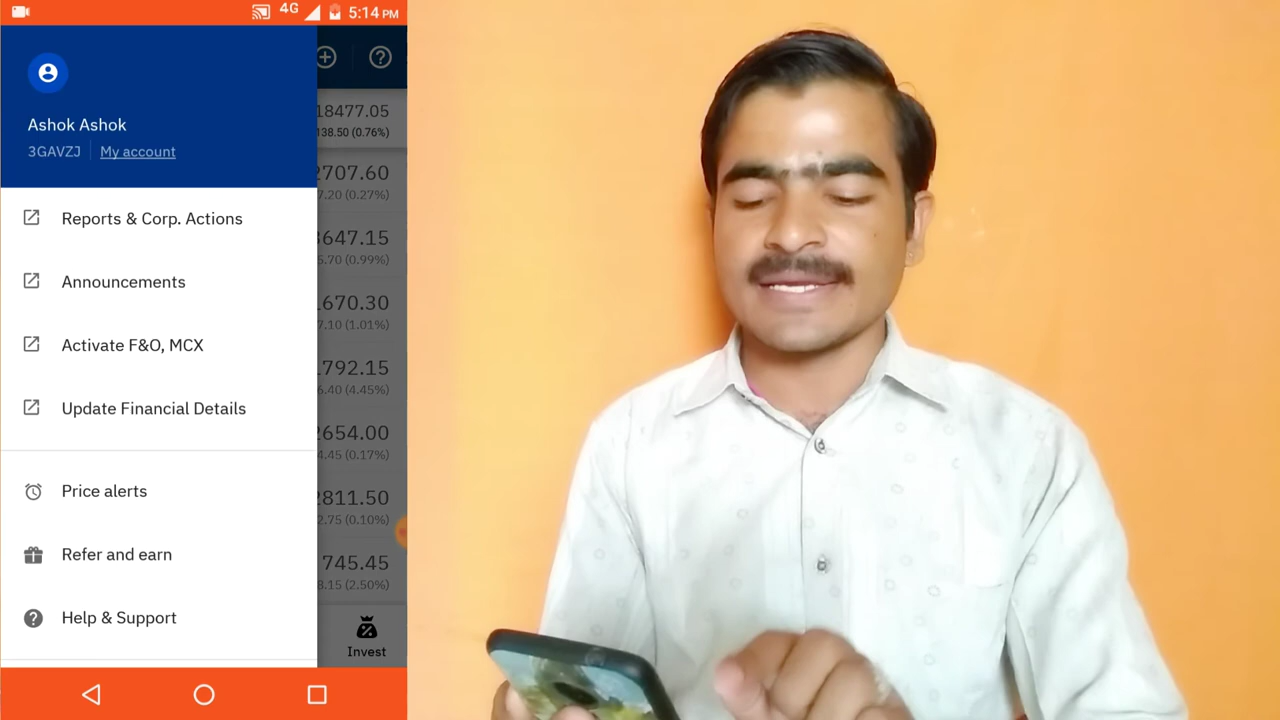 4G 5:14 PM
Ashok Ashok
3GAVZJ My account
Reports & Corp. Actions
Announcements
Activate F&O, MCX
Update Financial Details
Price alerts
Refer and earn
Help & Support
18477.05
138.50 (0.76%)
2707.60
7.20 (0.27%)
3647.15
5.70 (0.99%)
1670.30
7.10 (1.01%)
1792.15
6.40 (4.45%)
2654.00
4.45 (0.17%)
2811.50
2.75 (0.10%)
745.45
8.15 (2.50%)
Invest